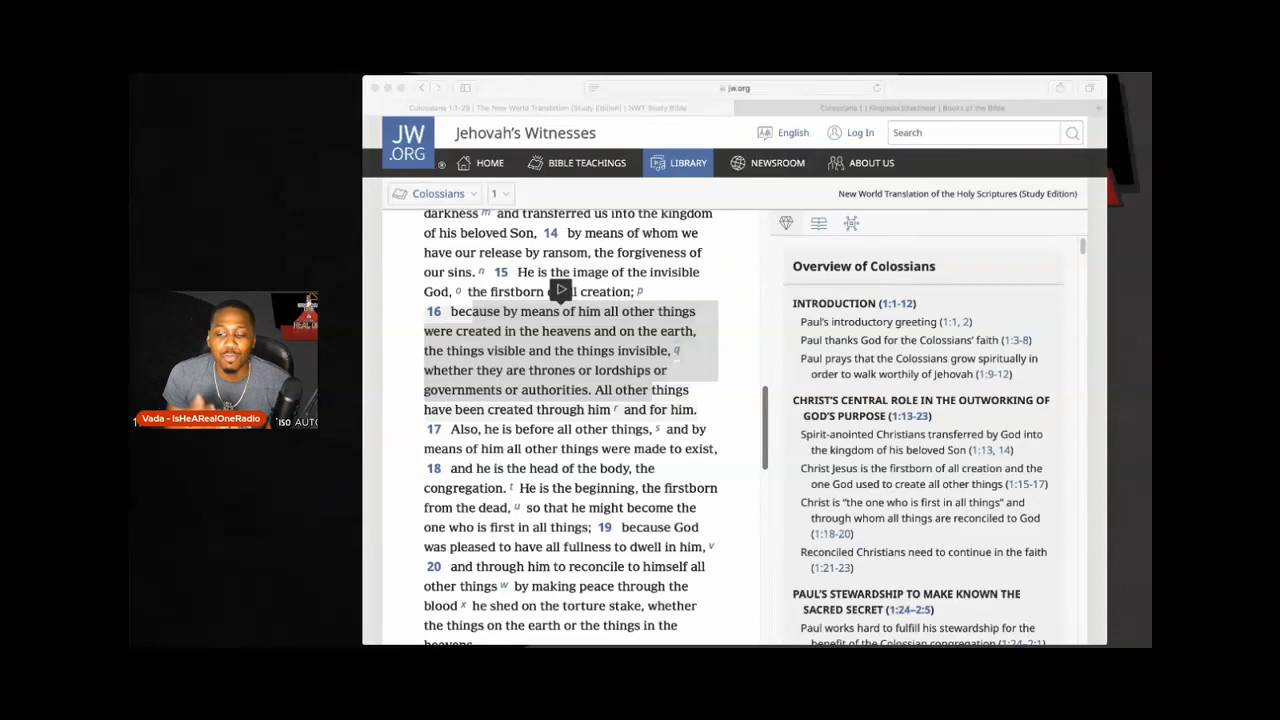 jw.org
Colossians 1:1-29 | The New World Translation (Study Edition) | NWT Study Bible
Colossians 1 | Kingdom Interlinear | Books of the Bible
JW
.ORG
®
Jehovah's Witnesses
English
Log In
Search
HOME
BIBLE TEACHINGS
LIBRARY
NEWSROOM
ABOUT US
Colossians
1
New World Translation of the Holy Scriptures (Study Edition)
darkness m and transferred us into the kingdom
of his beloved Son, 14 by means of whom we
have our release by ransom, the forgiveness of
our sins. n 15 He is the image of the invisible
God, o the firstborn of all creation; p
16 because by means of him all other things
were created in the heavens and on the earth,
the things visible and the things invisible, q
whether they are thrones or lordships or
governments or authorities. All other things
have been created through him r and for him.
17 Also, he is before all other things, s and by
means of him all other things were made to exist,
18 and he is the head of the body, the
congregation. t He is the beginning, the firstborn
from the dead, u so that he might become the
one who is first in all things; 19 because God
was pleased to have all fullness to dwell in him, v
20 and through him to reconcile to himself all
other things w by making peace through the
blood x he shed on the torture stake, whether
the things on the earth or the things in the
heavens.
Overview of Colossians
INTRODUCTION (1:1-12)
Paul's introductory greeting (1:1, 2)
Paul thanks God for the Colossians' faith (1:3-8)
Paul prays that the Colossians grow spiritually in
order to walk worthily of Jehovah (1:9-12)
CHRIST'S CENTRAL ROLE IN THE OUTWORKING OF
GOD'S PURPOSE (1:13-23)
Spirit-anointed Christians transferred by God into
the kingdom of his beloved Son (1:13, 14)
Christ Jesus is the firstborn of all creation and the
one God used to create all other things (1:15-17)
Christ is "the one who is first in all things" and
through whom all things are reconciled to God
(1:18-20)
Reconciled Christians need to continue in the faith
(1:21-23)
PAUL'S STEWARDSHIP TO MAKE KNOWN THE
SACRED SECRET (1:24–2:5)
Paul works hard to fulfill his stewardship for the
benefit of the Colossian congregation (1:24–2:1)
Vada - IsHeARealOneRadio
ISO AUTO